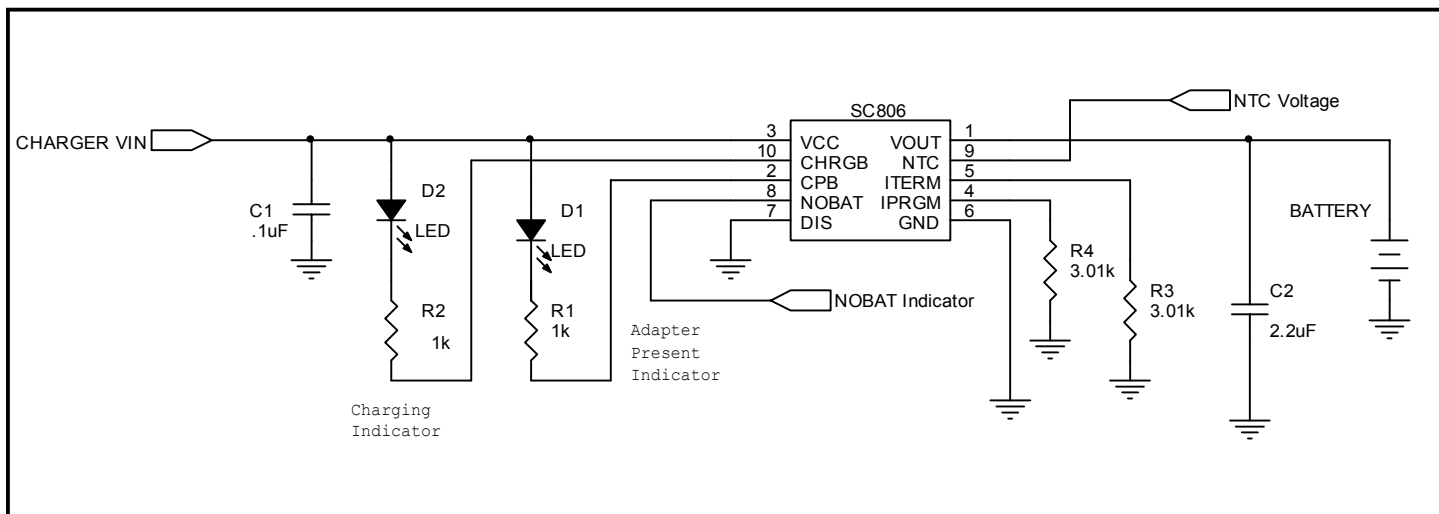 SC806
NTC Voltage
CHARGER VIN
3
VCC
VOUT
1
10
CHRGB
NTC
9
2
CPB
ITERM
5
8
NOBAT
IPRGM
4
7
DIS
GND
6
C1
.1uF
D2
LED
D1
LED
BATTERY
R4
3.01k
R3
3.01k
NOBAT Indicator
C2
2.2uF
R2
1k
R1
1k
Adapter
Present
Indicator
Charging
Indicator